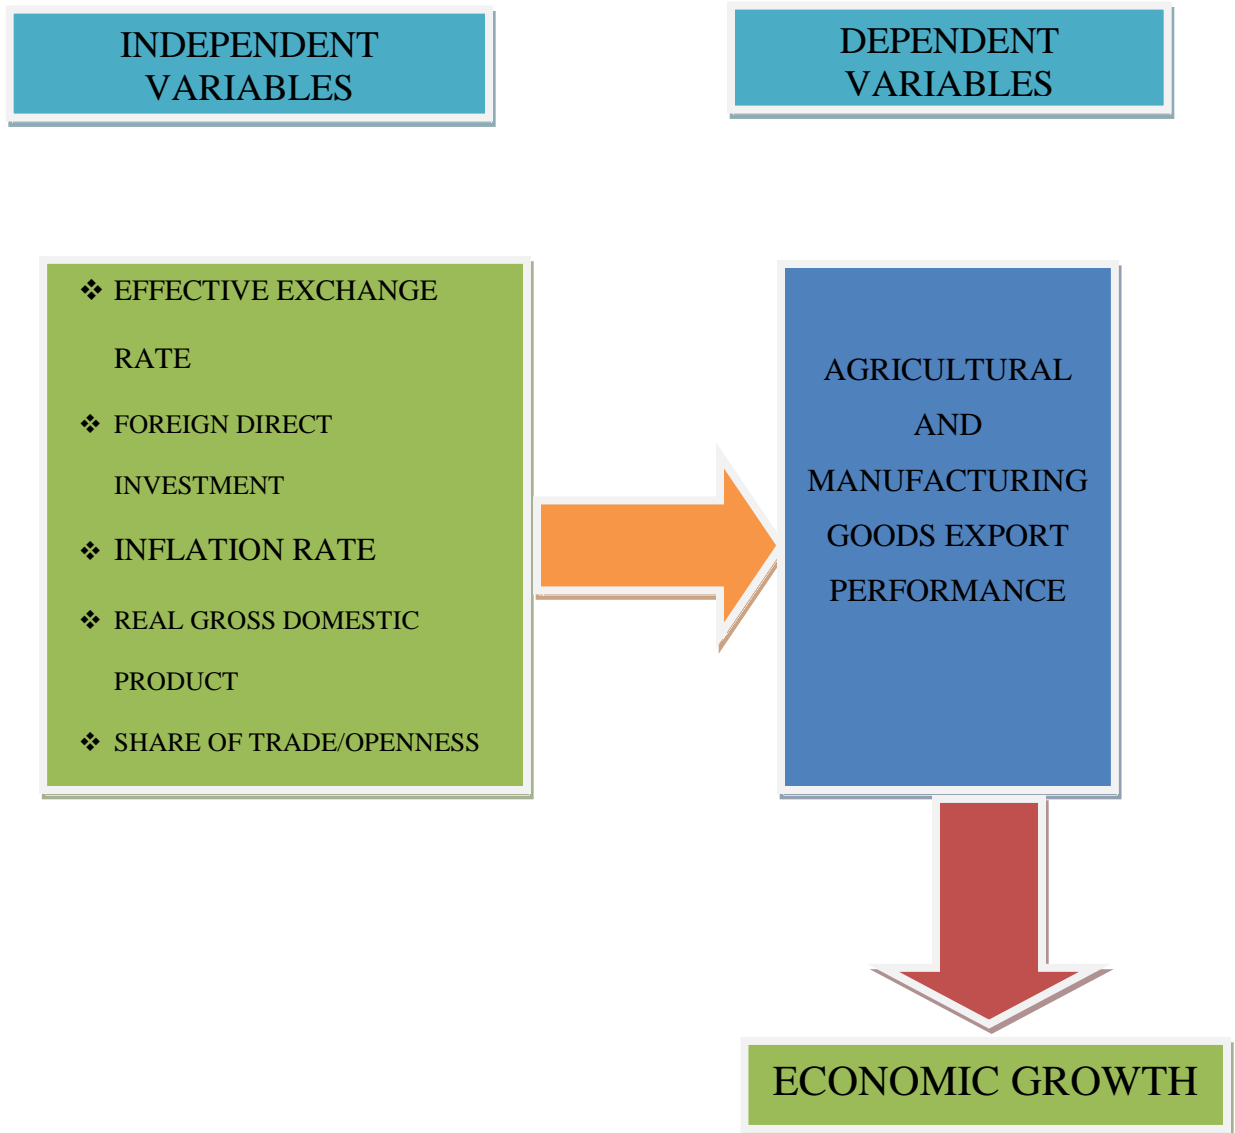 INDEPENDENT
VARIABLES
DEPENDENT
VARIABLES
❖ EFFECTIVE EXCHANGE
RATE
❖ FOREIGN DIRECT
INVESTMENT
❖ INFLATION RATE
❖ REAL GROSS DOMESTIC
PRODUCT
❖ SHARE OF TRADE/OPENNESS
AGRICULTURAL
AND
MANUFACTURING
GOODS EXPORT
PERFORMANCE
ECONOMIC GROWTH